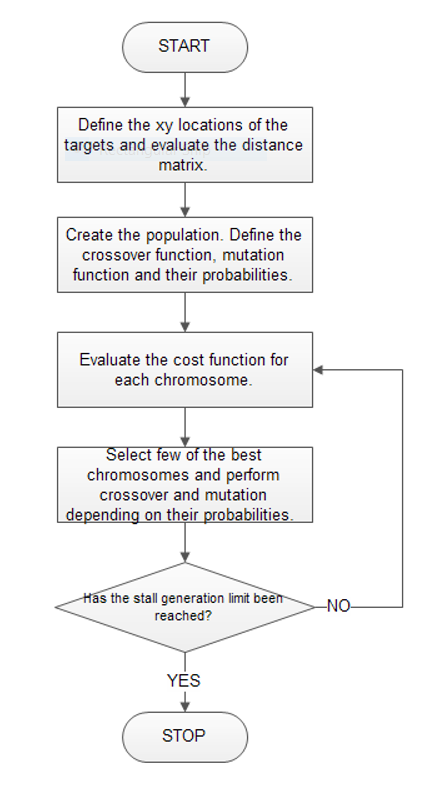 START
Define the xy locations of the
targets and evaluate the distance
matrix.
Create the population. Define the
crossover function, mutation
function and their probabilities.
Evaluate the cost function for
each chromosome.
Select few of the best
chromosomes and perform
crossover and mutation
depending on their probabilities.
Has the stall generation limit been
reached?
NO
YES
STOP